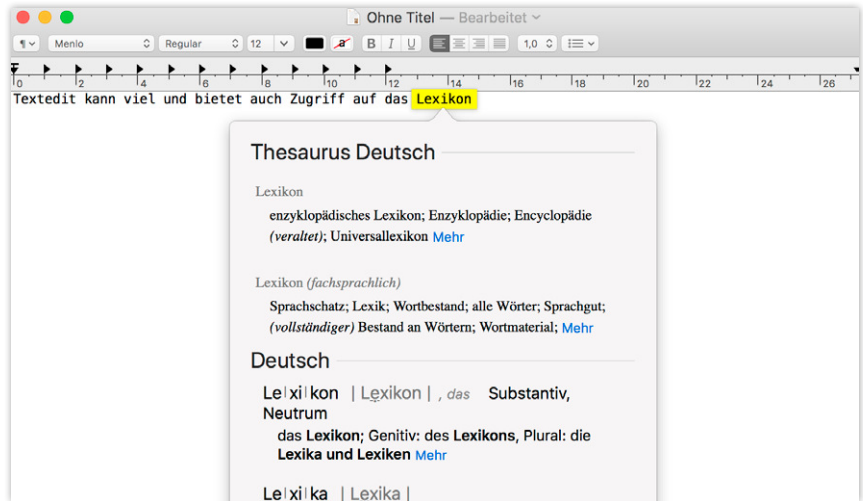 Ohne Titel — Bearbeitet
¶ Menlo Regular 12 a B I U 1,0
0 2 4 6 8 10 12 14 16 18 20 22 24 26
Textedit kann viel und bietet auch Zugriff auf das Lexikon
Thesaurus Deutsch
Lexikon
enzyklopädisches Lexikon; Enzyklopädie; Encyclopädie
(veraltet); Universallexikon Mehr
Lexikon (fachsprachlich)
Sprachschatz; Lexik; Wortbestand; alle Wörter; Sprachgut;
(vollständiger) Bestand an Wörtern; Wortmaterial; Mehr
Deutsch
Le|xi|kon | Lẹxikon | , das Substantiv,
Neutrum
das Lexikon; Genitiv: des Lexikons, Plural: die
Lexika und Lexiken Mehr
Le|xi|ka | Lexika |